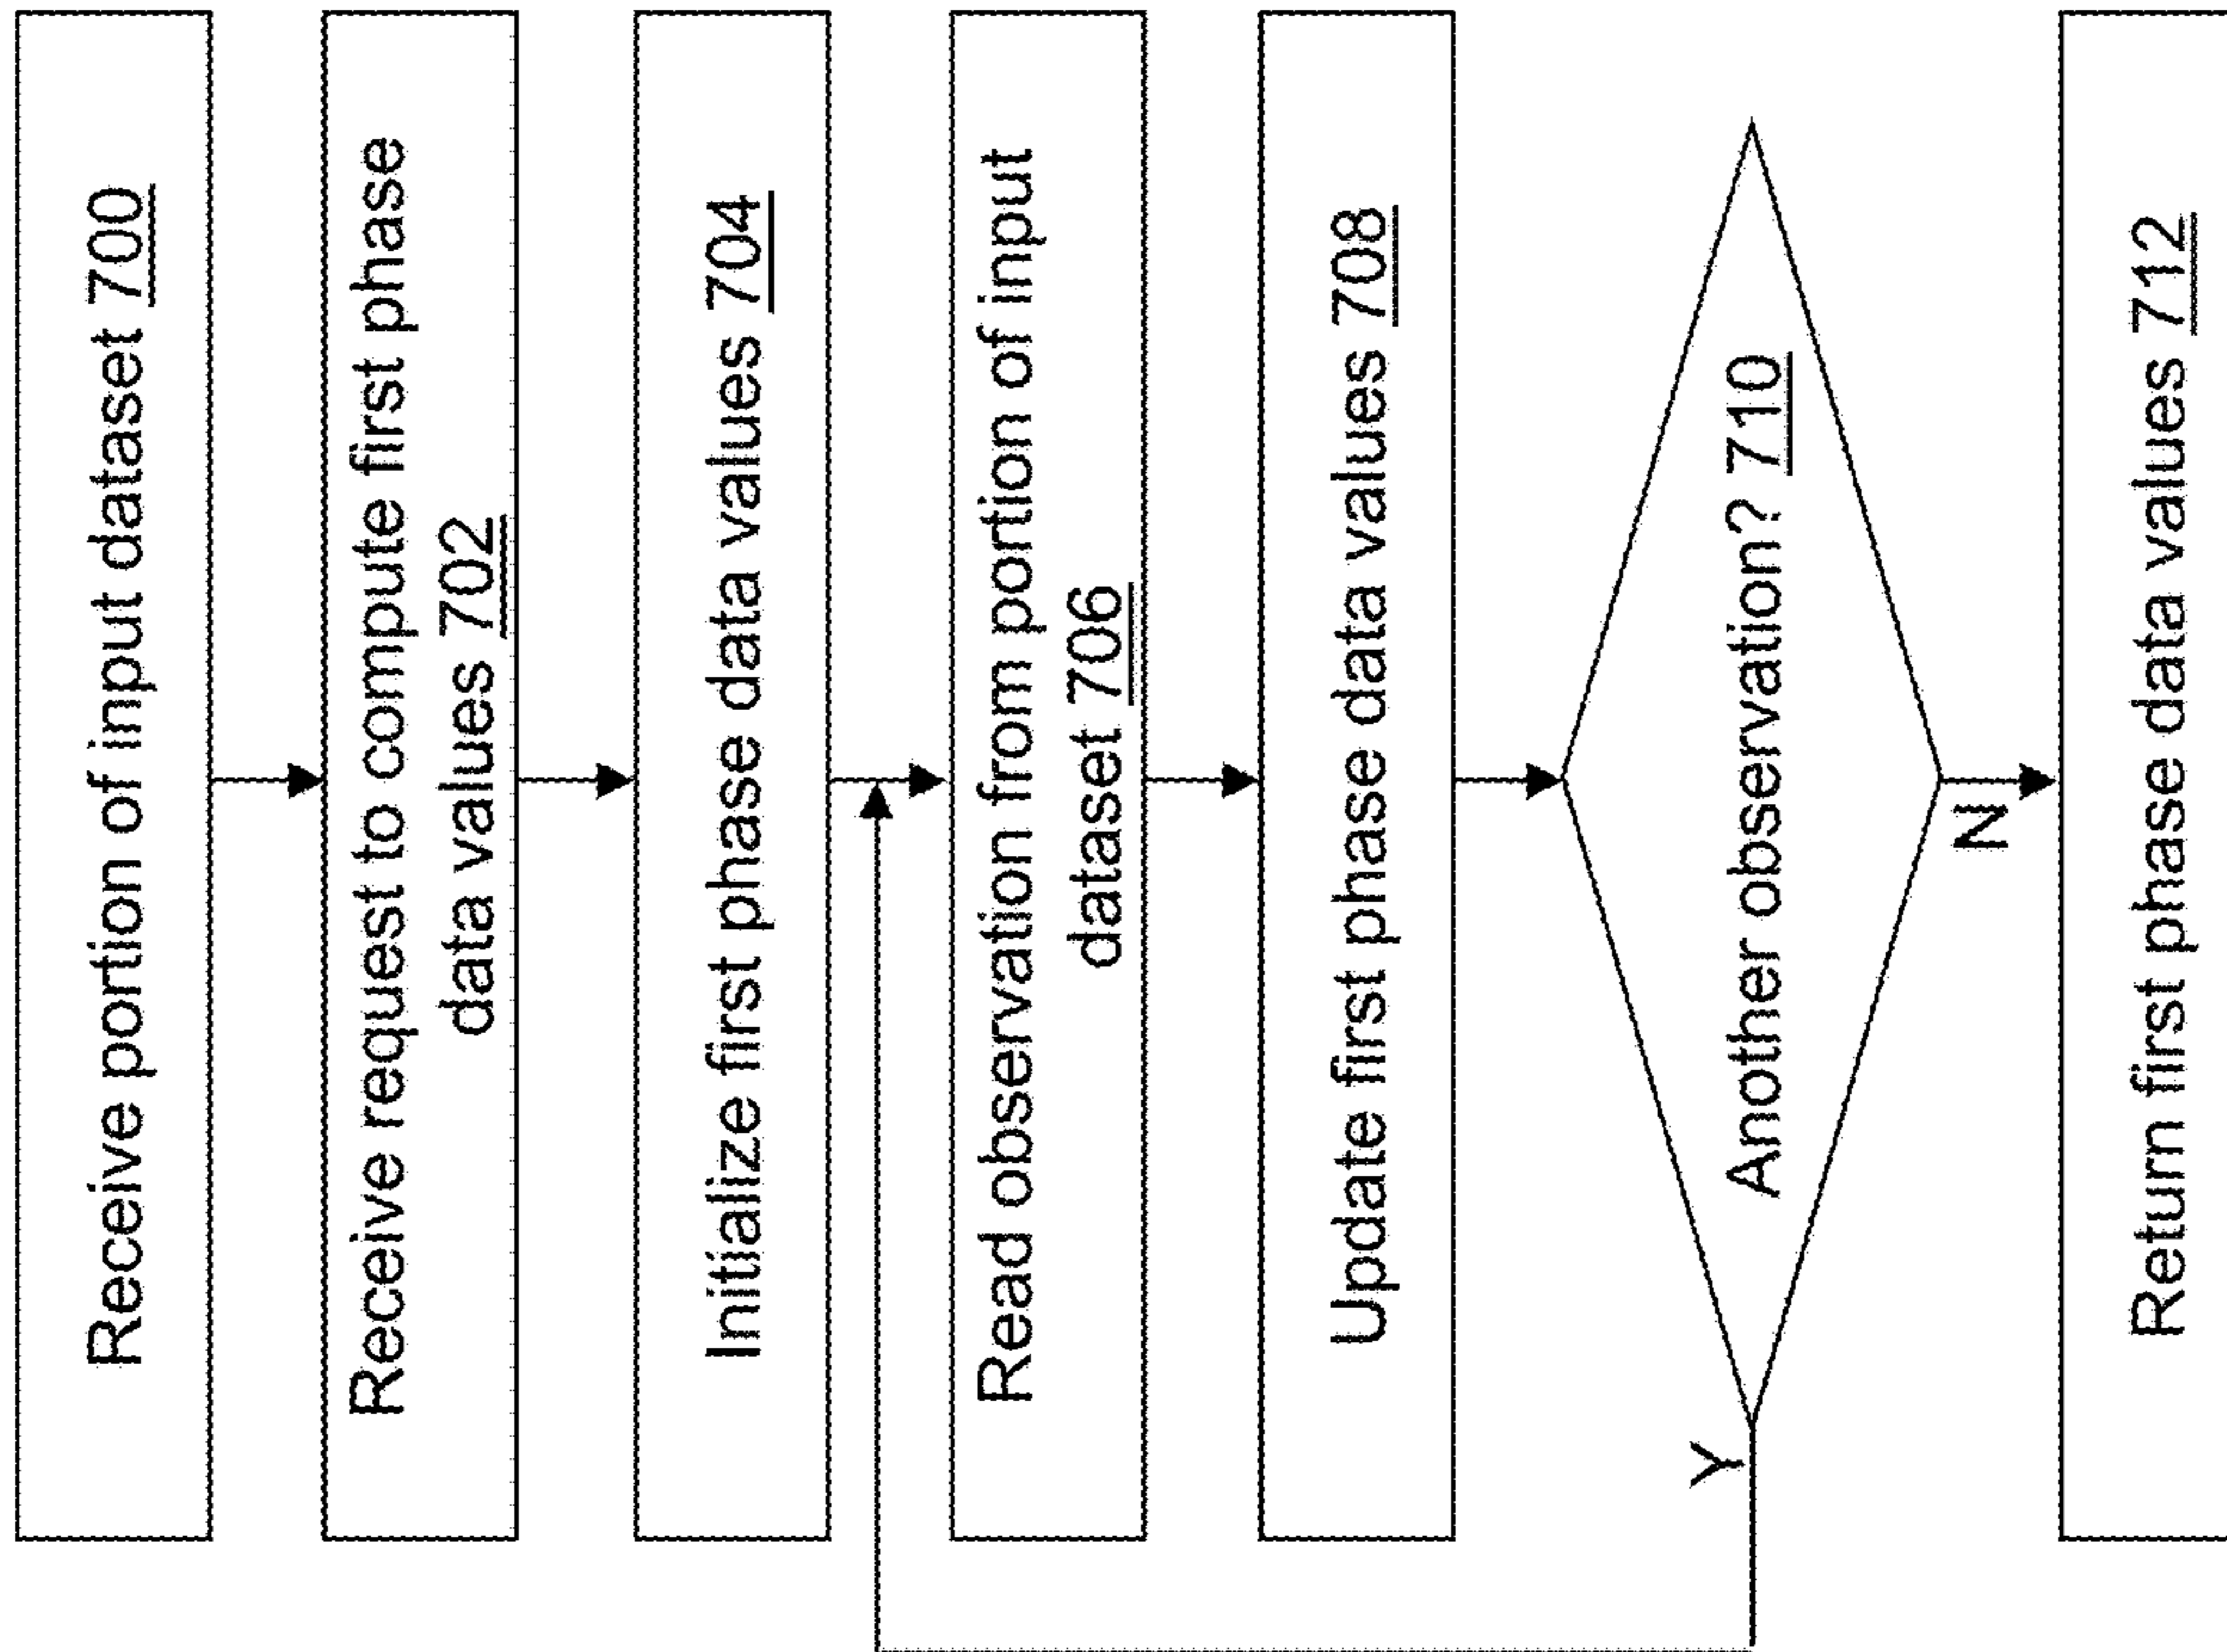 Receive portion of input dataset 700
Receive request to compute first phase
data values 702
Initialize first phase data values 704
Read observation from portion of input
dataset 706
Update first phase data values 708
Another observation? 710
Y
N
Return first phase data values 712